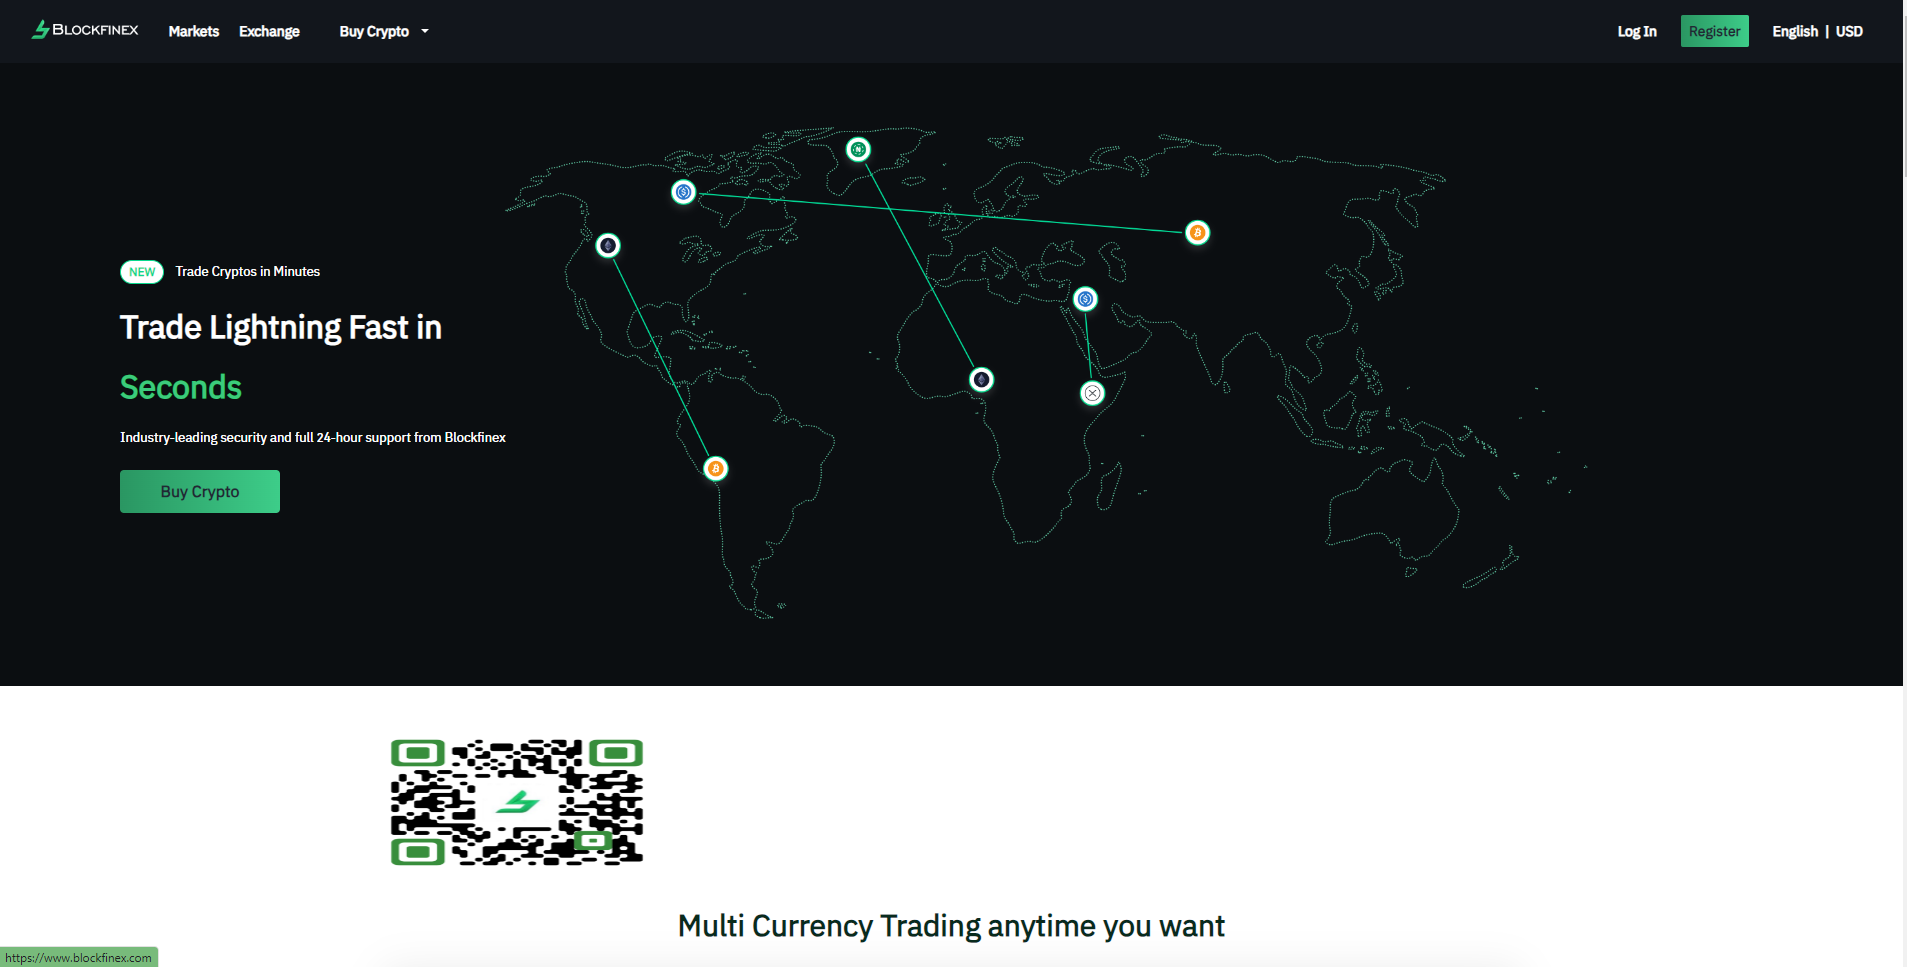 BLOCKFINEX
Markets Exchange Buy Crypto
Log In Register English | USD
NEW Trade Cryptos in Minutes
Trade Lightning Fast in
Seconds
Industry-leading security and full 24-hour support from Blockfinex
Buy Crypto
Multi Currency Trading anytime you want
https://www.blockfinex.com